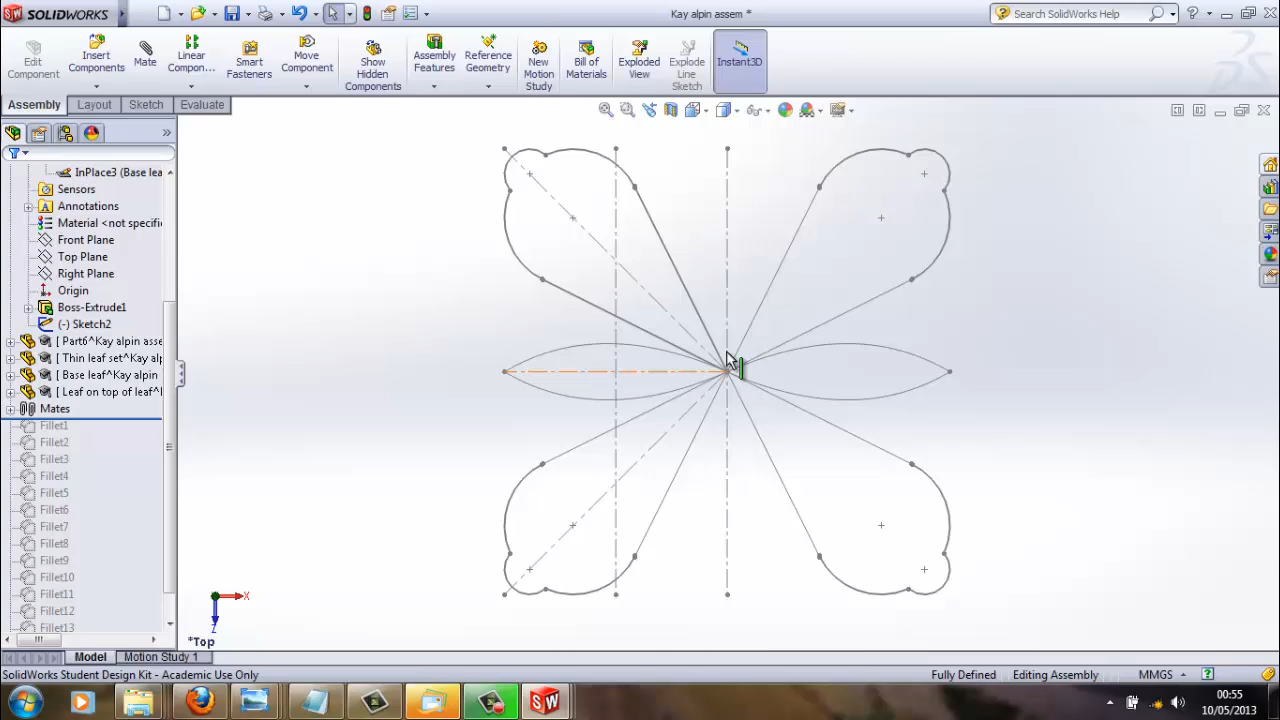 SOLIDWORKS
Kay alpin assem *
Search SolidWorks Help
Edit
Component
Insert
Components
Mate
Linear
Compon...
Smart
Fasteners
Move
Component
Show
Hidden
Components
Assembly
Features
Reference
Geometry
New
Motion
Study
Bill of
Materials
Exploded
View
Explode
Line
Sketch
Instant3D
Assembly
Layout
Sketch
Evaluate
InPlace3 (Base lea
Sensors
Annotations
Material <not specifi
Front Plane
Top Plane
Right Plane
Origin
Boss-Extrude1
(-) Sketch2
[ Part6^Kay alpin asse
[ Thin leaf set^Kay alp
[ Base leaf^Kay alpin
[ Leaf on top of leaf^K
Mates
Fillet1
Fillet2
Fillet3
Fillet4
Fillet5
Fillet6
Fillet7
Fillet8
Fillet9
Fillet10
Fillet11
Fillet12
Fillet13
X
Z
*Top
Model
Motion Study 1
SolidWorks Student Design Kit - Academic Use Only
Fully Defined
Editing Assembly
MMGS
00:55
10/05/2013